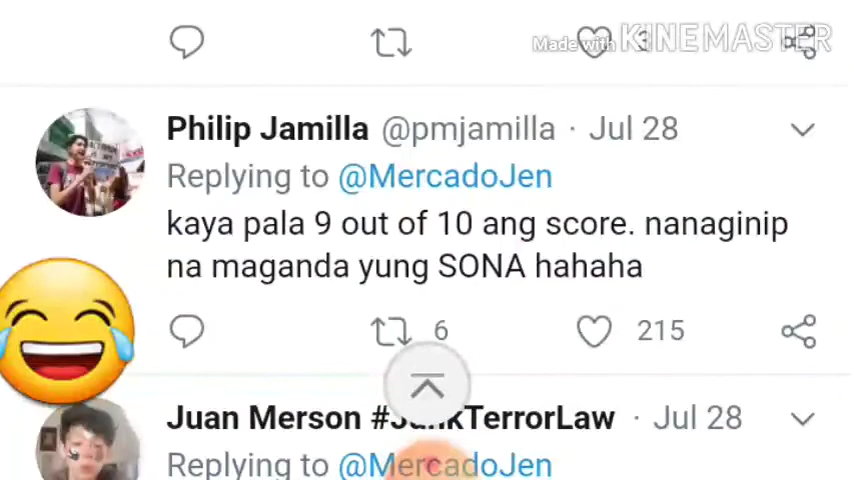 Made with KINEMASTER
3
Philip Jamilla @pmjamilla · Jul 28
Replying to @MercadoJen
kaya pala 9 out of 10 ang score. nanaginip
na maganda yung SONA hahaha
6 215
Juan Merson #JunkTerrorLaw · Jul 28
Replying to @MercadoJen